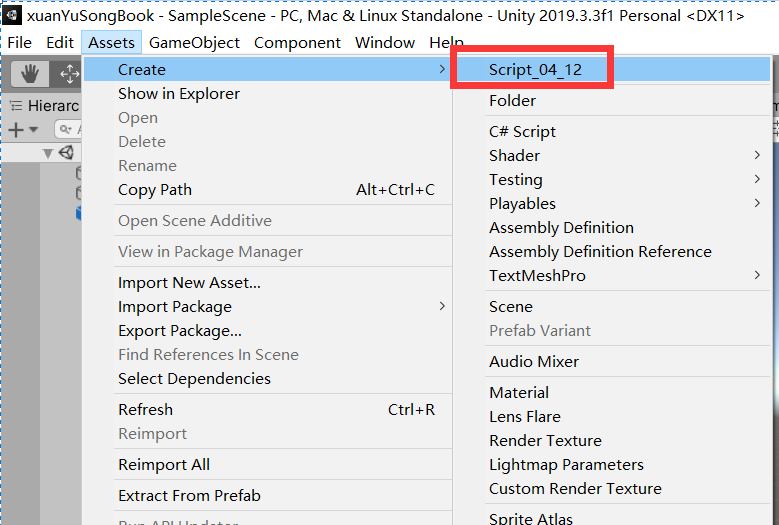 xuanYuSongBook - SampleScene - PC, Mac & Linux Standalone - Unity 2019.3.3f1 Personal <DX11>
File Edit Assets GameObject Component Window Help
Hierarc
Create
Show in Explorer
Open
Delete
Rename
Copy Path Alt+Ctrl+C
Open Scene Additive
View in Package Manager
Import New Asset...
Import Package
Export Package...
Find References In Scene
Select Dependencies
Refresh Ctrl+R
Reimport
Reimport All
Extract From Prefab
Run API Updater
Script_04_12
Folder
C# Script
Shader
Testing
Playables
Assembly Definition
Assembly Definition Reference
TextMeshPro
Scene
Prefab Variant
Audio Mixer
Material
Lens Flare
Render Texture
Lightmap Parameters
Custom Render Texture
Sprite Atlas